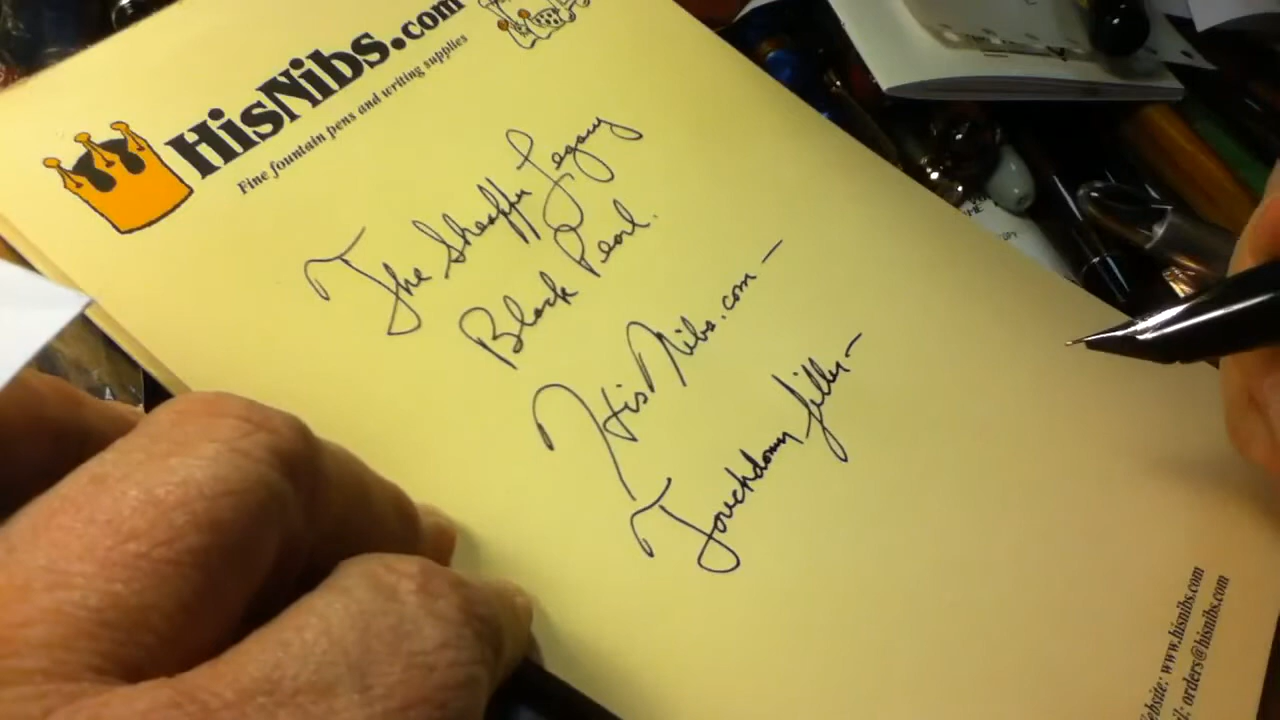 HisNibs.com
Fine fountain pens and writing supplies
The Sheaffer Legacy
Black Pearl.
HisNibs.com –
Touchdown filler –
website: www.hisnibs.com
orders@hisnibs.com